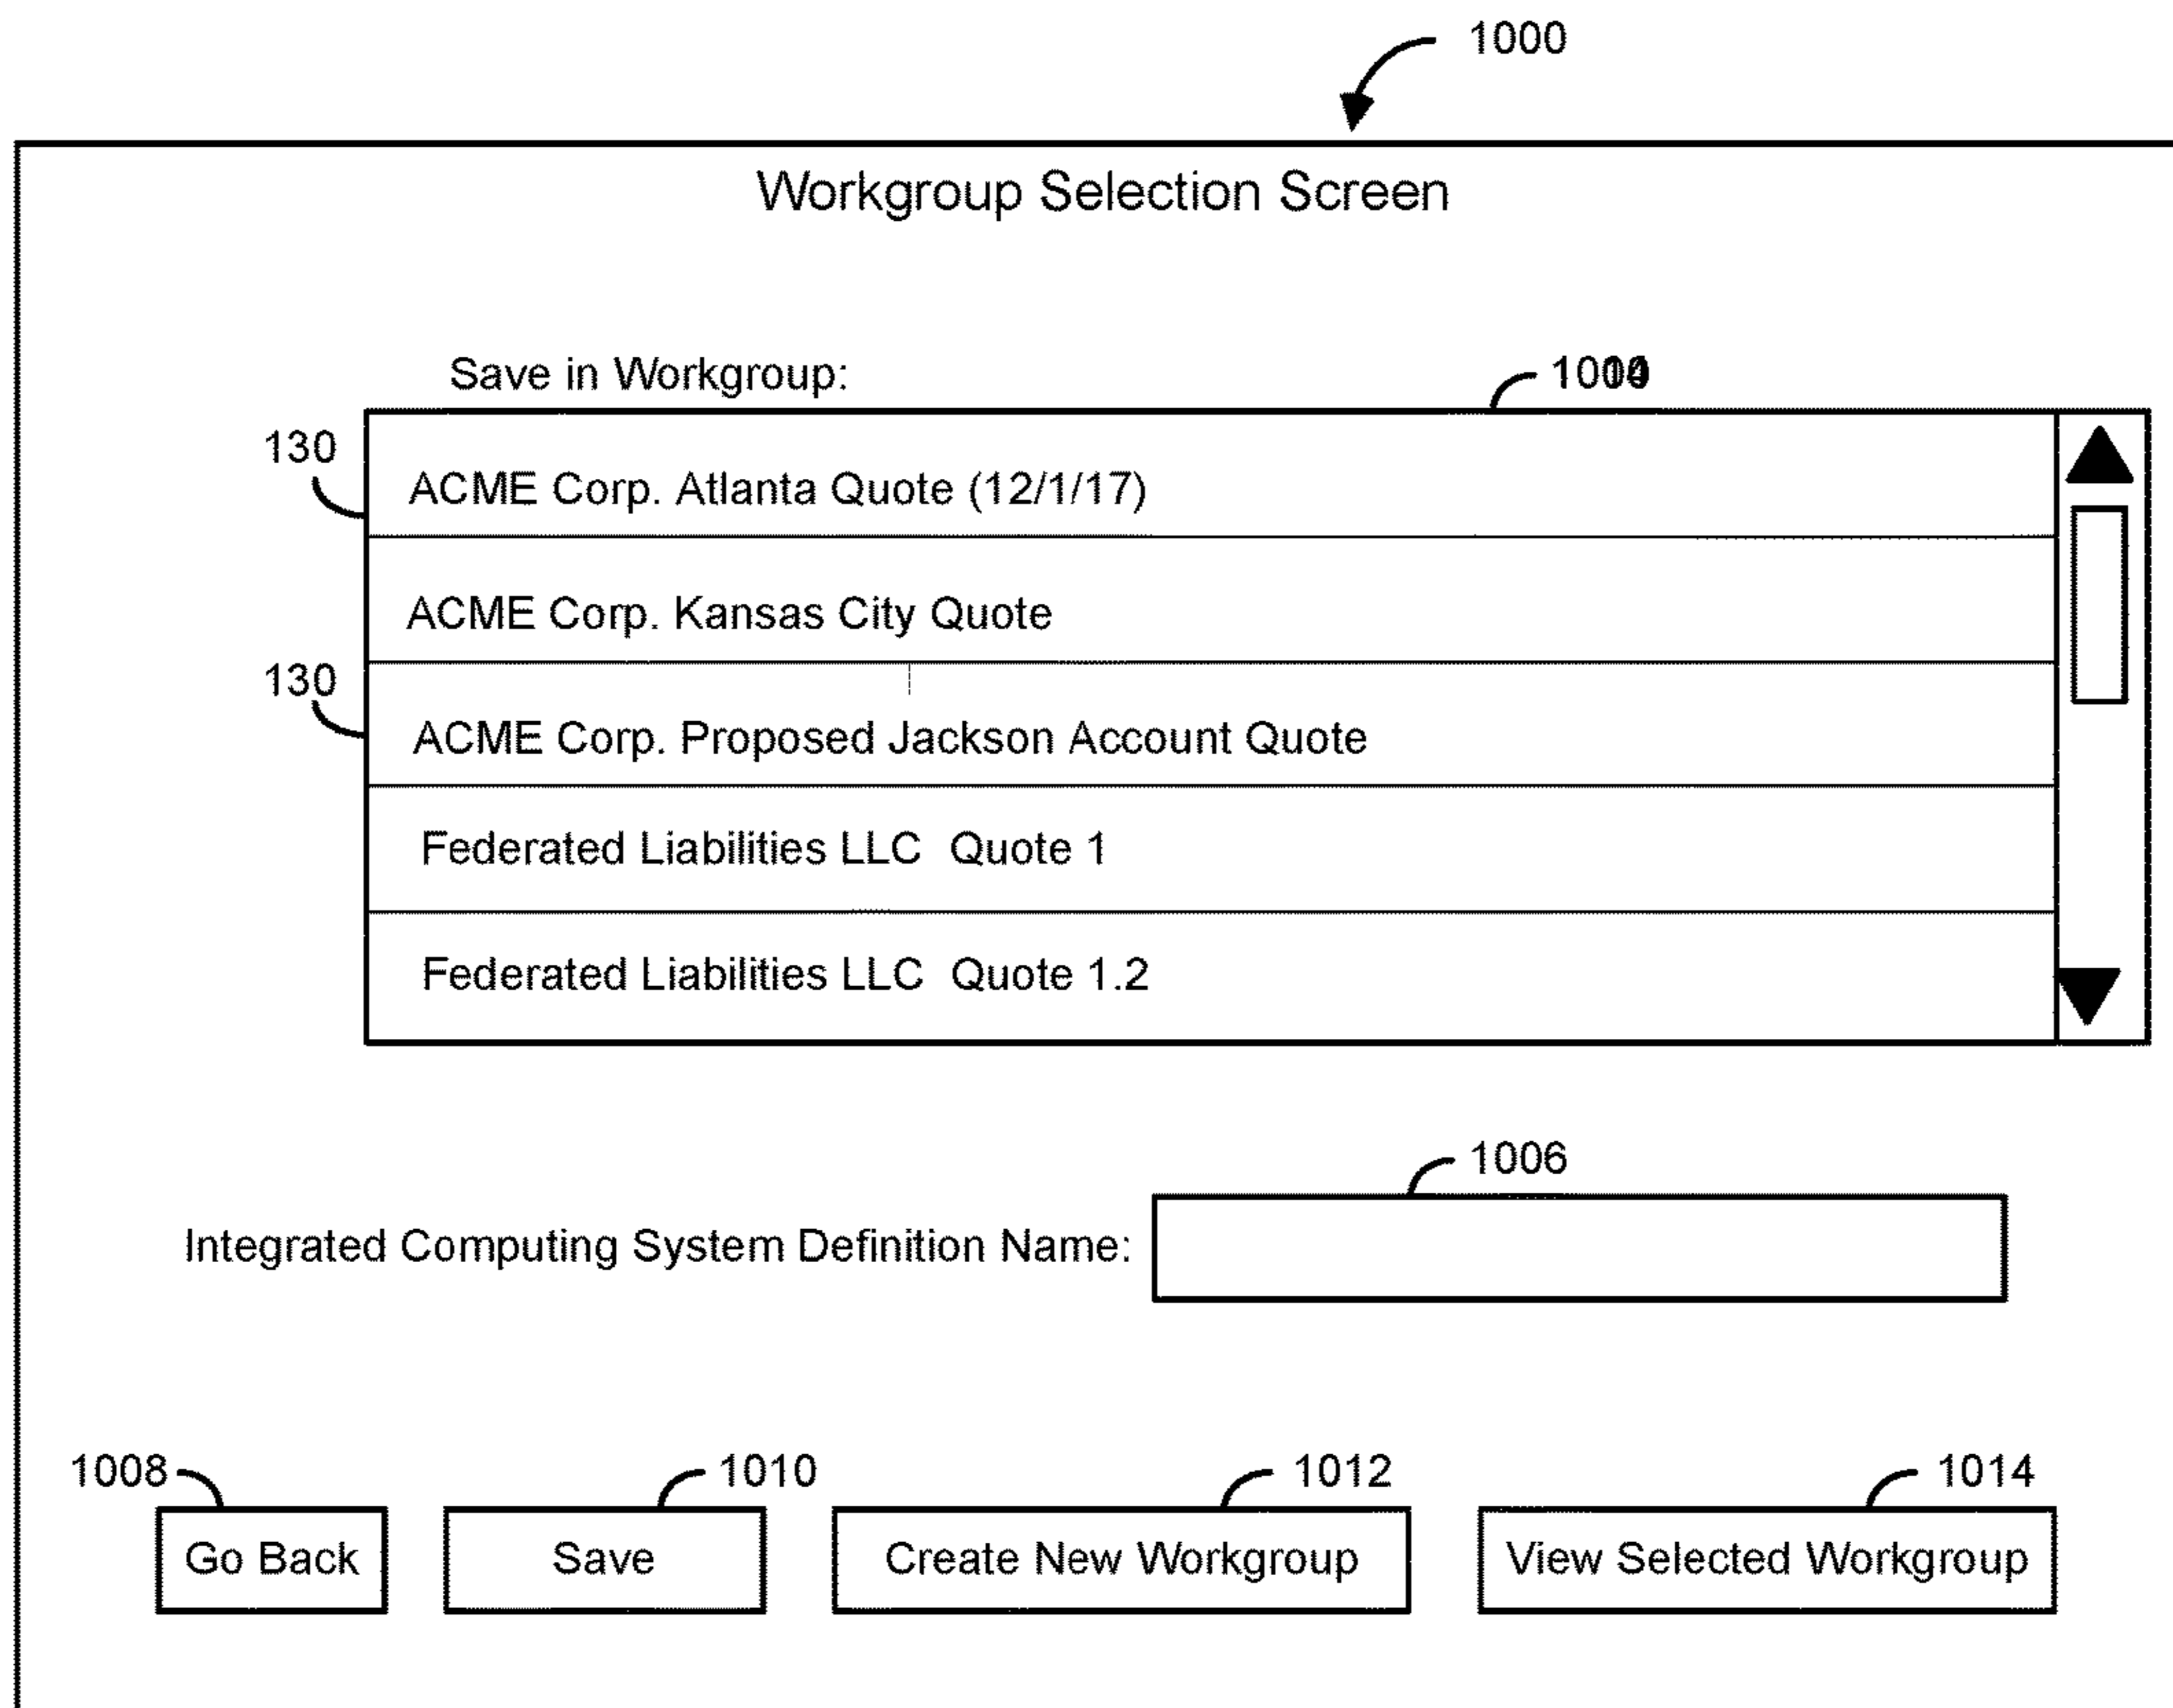 1000
Workgroup Selection Screen
Save in Workgroup:
130
ACME Corp. Atlanta Quote (12/1/17)
ACME Corp. Kansas City Quote
130
ACME Corp. Proposed Jackson Account Quote
Federated Liabilities LLC Quote 1
Federated Liabilities LLC Quote 1.2
1006
Integrated Computing System Definition Name:
1008 1010 1012 1014
Go Back Save Create New Workgroup View Selected Workgroup